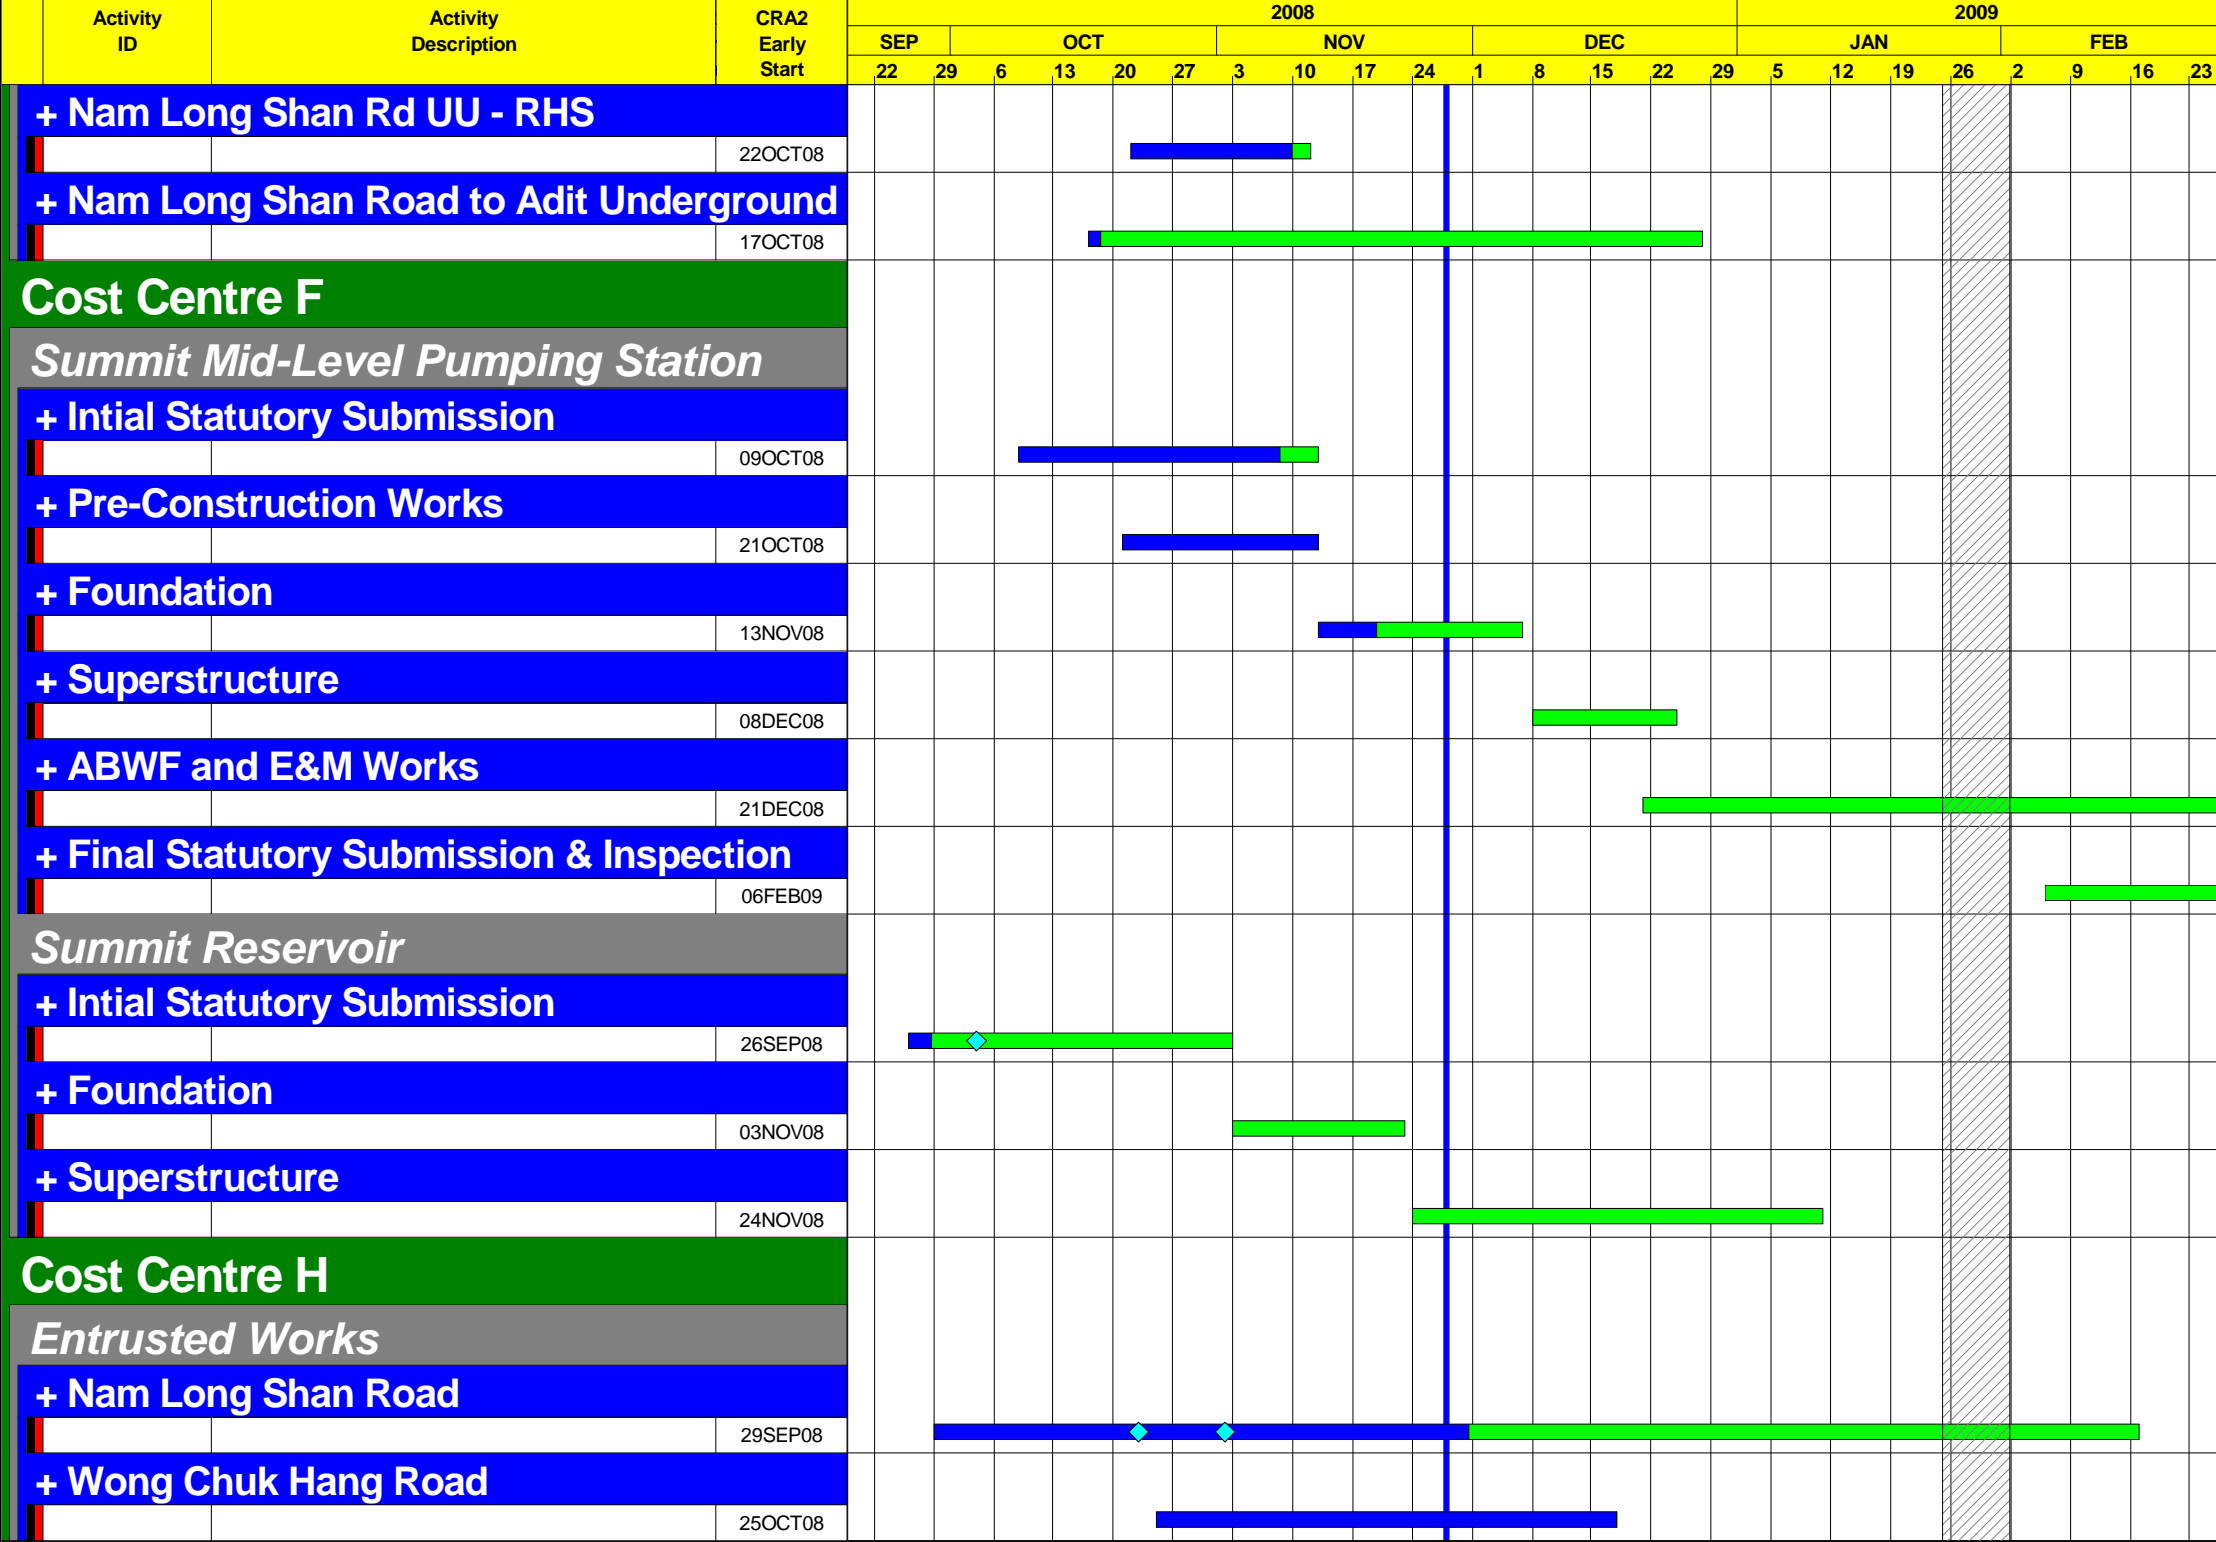 Activity ID
Activity Description
CRA2 Early Start
2008
2009
SEP OCT NOV DEC JAN FEB
22 29 6 13 20 27 3 10 17 24 1 8 15 22 29 5 12 19 26 2 9 16 23
+ Nam Long Shan Rd UU - RHS
22OCT08
+ Nam Long Shan Road to Adit Underground
17OCT08
Cost Centre F
Summit Mid-Level Pumping Station
+ Intial Statutory Submission
09OCT08
+ Pre-Construction Works
21OCT08
+ Foundation
13NOV08
+ Superstructure
08DEC08
+ ABWF and E&M Works
21DEC08
+ Final Statutory Submission & Inspection
06FEB09
Summit Reservoir
+ Intial Statutory Submission
26SEP08
+ Foundation
03NOV08
+ Superstructure
24NOV08
Cost Centre H
Entrusted Works
+ Nam Long Shan Road
29SEP08
+ Wong Chuk Hang Road
25OCT08